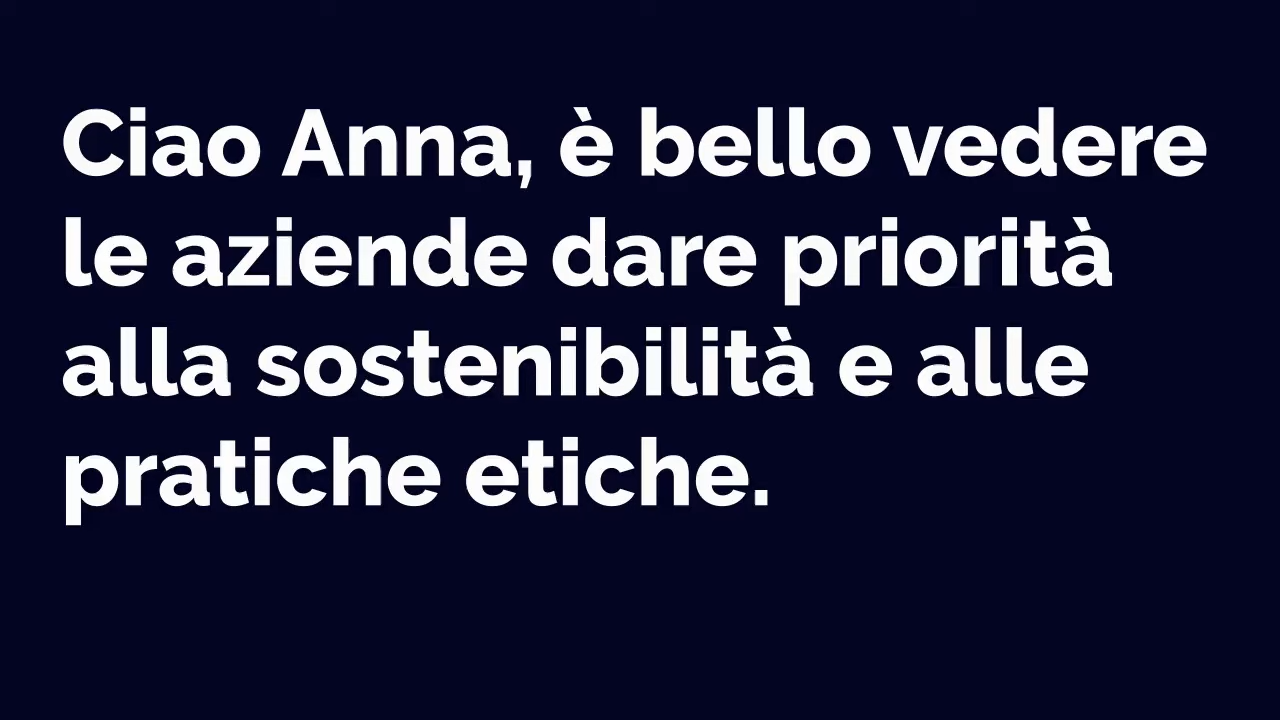 Ciao Anna, è bello vedere
le aziende dare priorità
alla sostenibilità e alle
pratiche etiche.